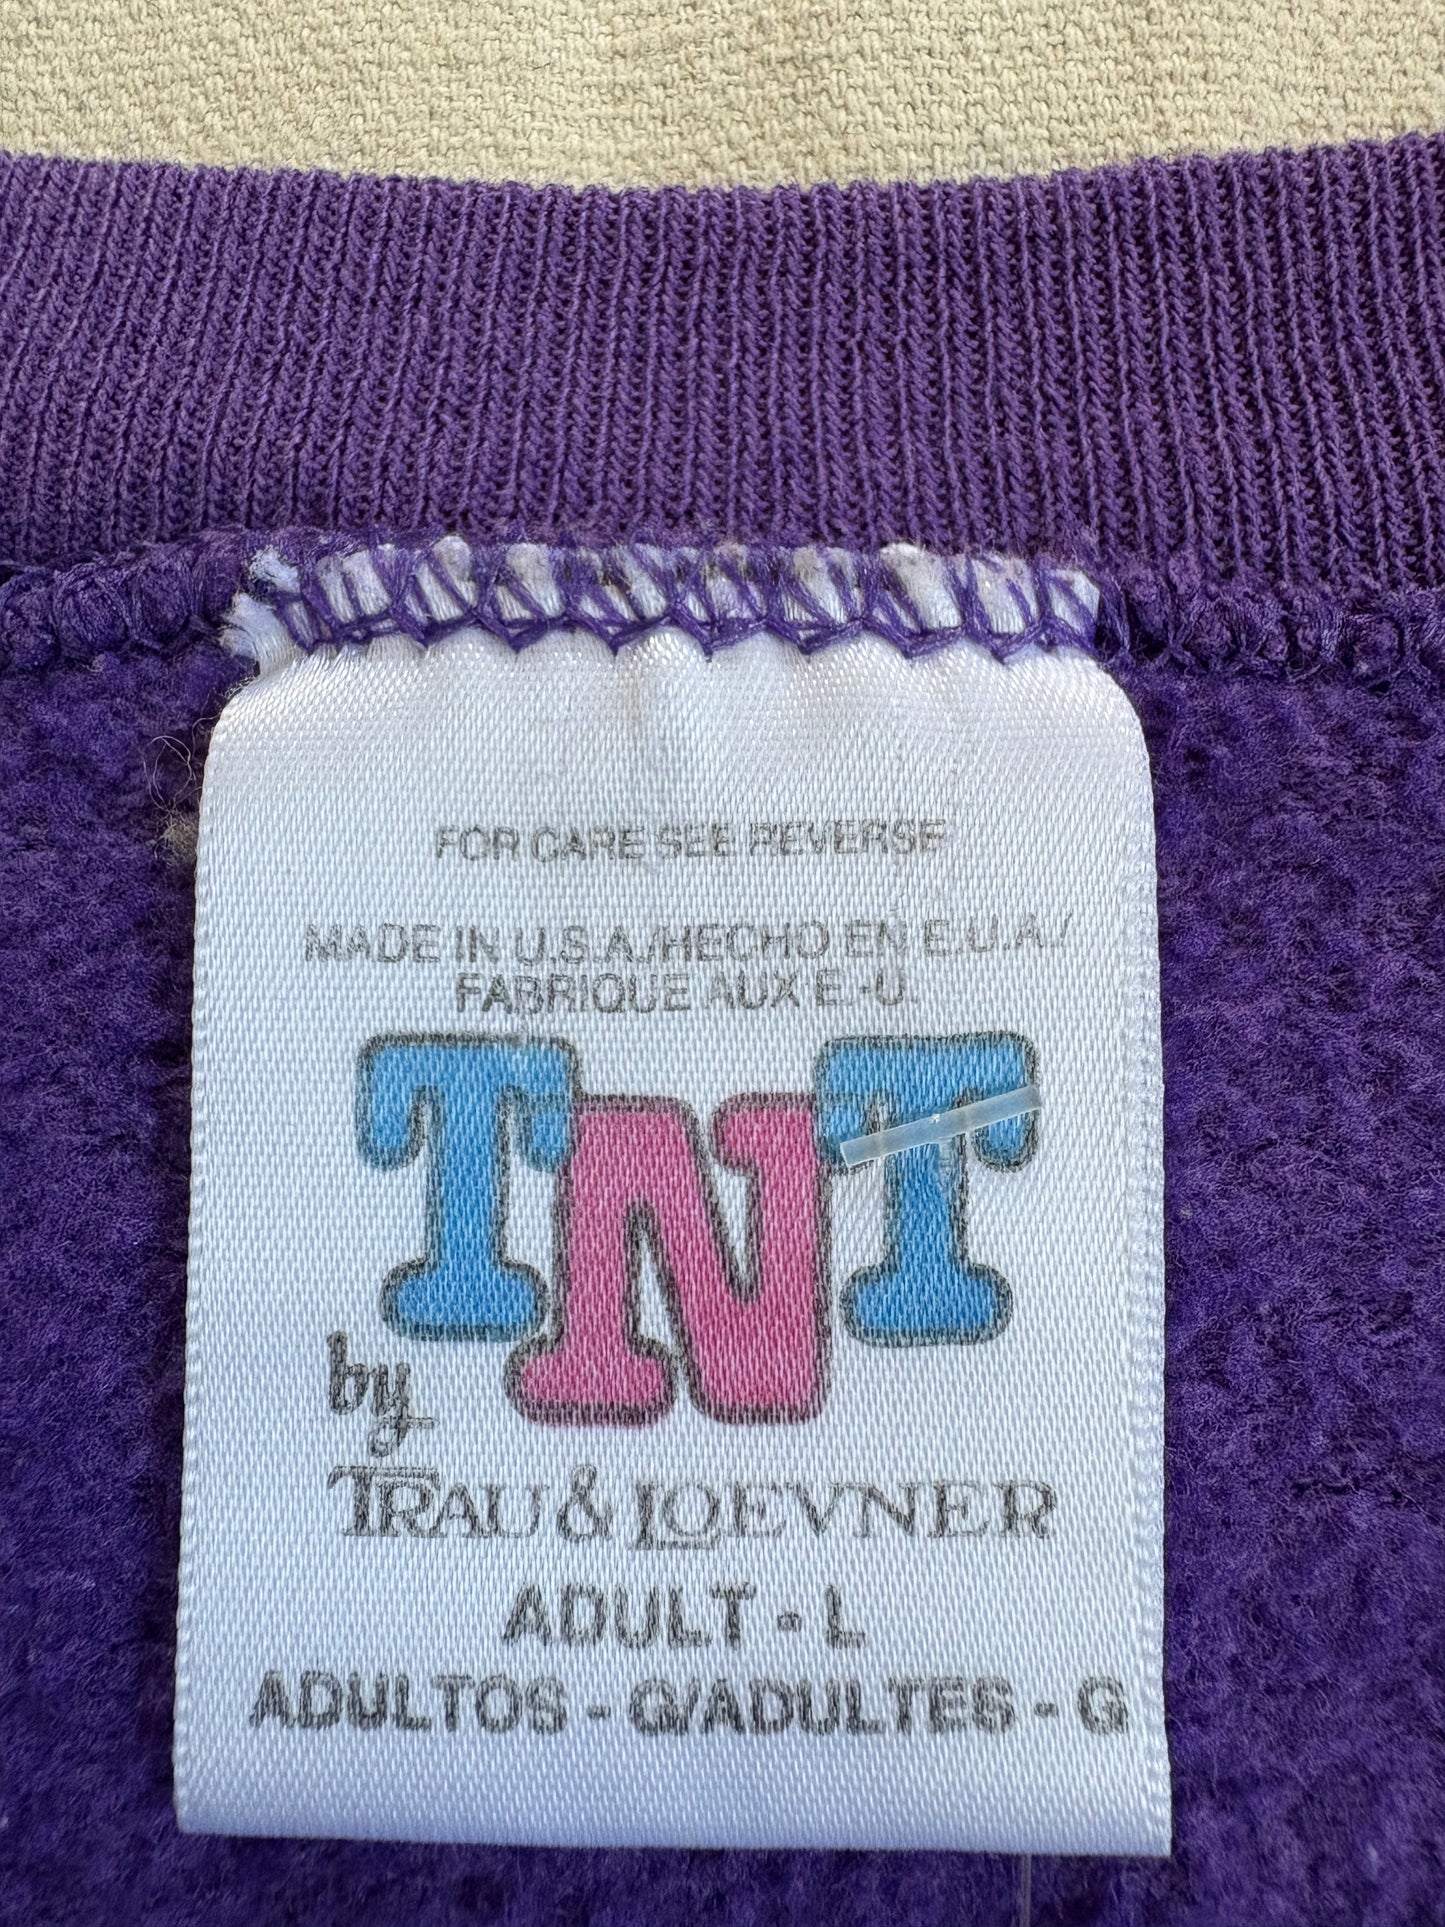 FOR CARE SEE REVERSE
MADE IN U.S.A./HECHO EN E.U.A./
FABRIQUE AUX E.-U.
TNT
by
TRAU & LOEVNER
ADULT - L
ADULTOS - G/ADULTES - G